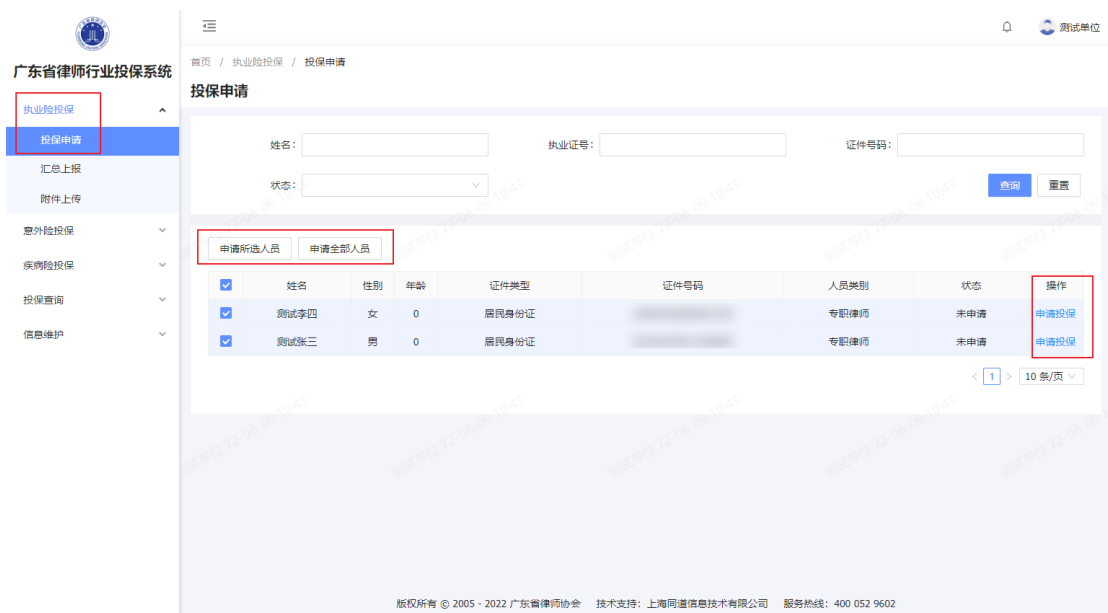 测试单位
广东省律师行业投保系统
首页 / 执业险投保 / 投保申请
投保申请
执业险投保
投保申请
汇总上报
附件上传
意外险投保
疾病险投保
投保查询
信息维护
姓名： 执业证号： 证件号码：
状态： 查询 重置
申请所选人员 申请全部人员
姓名 性别 年龄 证件类型 证件号码 人员类别 状态 操作
测试李四 女 0 居民身份证 专职律师 未申请 申请投保
测试张三 男 0 居民身份证 专职律师 未申请 申请投保
< 1 > 10 条/页
测试单位 22-06-06 10:43
版权所有 © 2005 - 2022 广东省律师协会 技术支持：上海同道信息技术有限公司 服务热线：400 052 9602